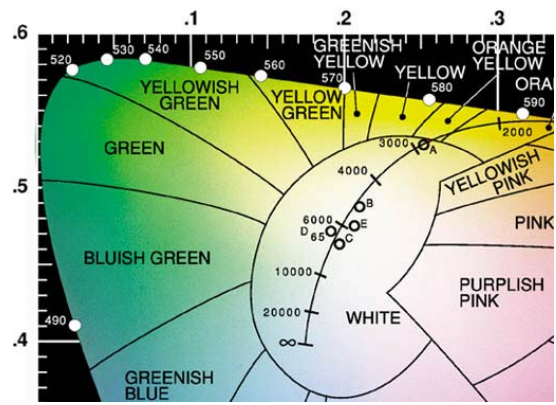 .1
.2
.3
.6
520
530
540
550
560
570
GREENISH
YELLOW
YELLOW
580
ORANGE
YELLOW
590
YELLOWISH
GREEN
YELLOW
GREEN
2000
3000
A
GREEN
4000
YELLOWISH
PINK
.5
B
6000
E
D
65
C
PINK
BLUISH GREEN
10000
PURPLISH
PINK
490
20000
WHITE
.4
∞
GREENISH
BLUE